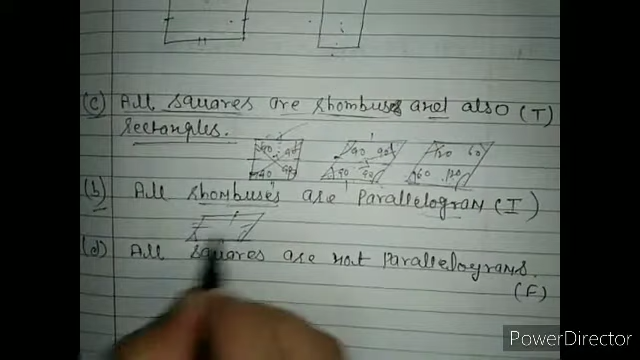 (c) All squares are rhombuses and also (T)
rectangles.
90 90
90 90
90 90
90 90
120 60
60 120
(b) All rhombuses are Parallelogram (T)
(d) All squares are not Parallelograms.
(F)
PowerDirector